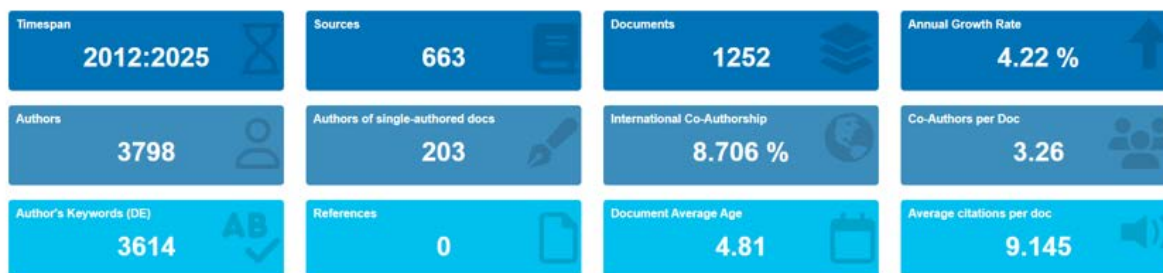 Timespan
2012:2025
Sources
663
Documents
1252
Annual Growth Rate
4.22 %
Authors
3798
Authors of single-authored docs
203
International Co-Authorship
8.706 %
Co-Authors per Doc
3.26
Author's Keywords (DE)
3614
AB
References
0
Document Average Age
4.81
Average citations per doc
9.145